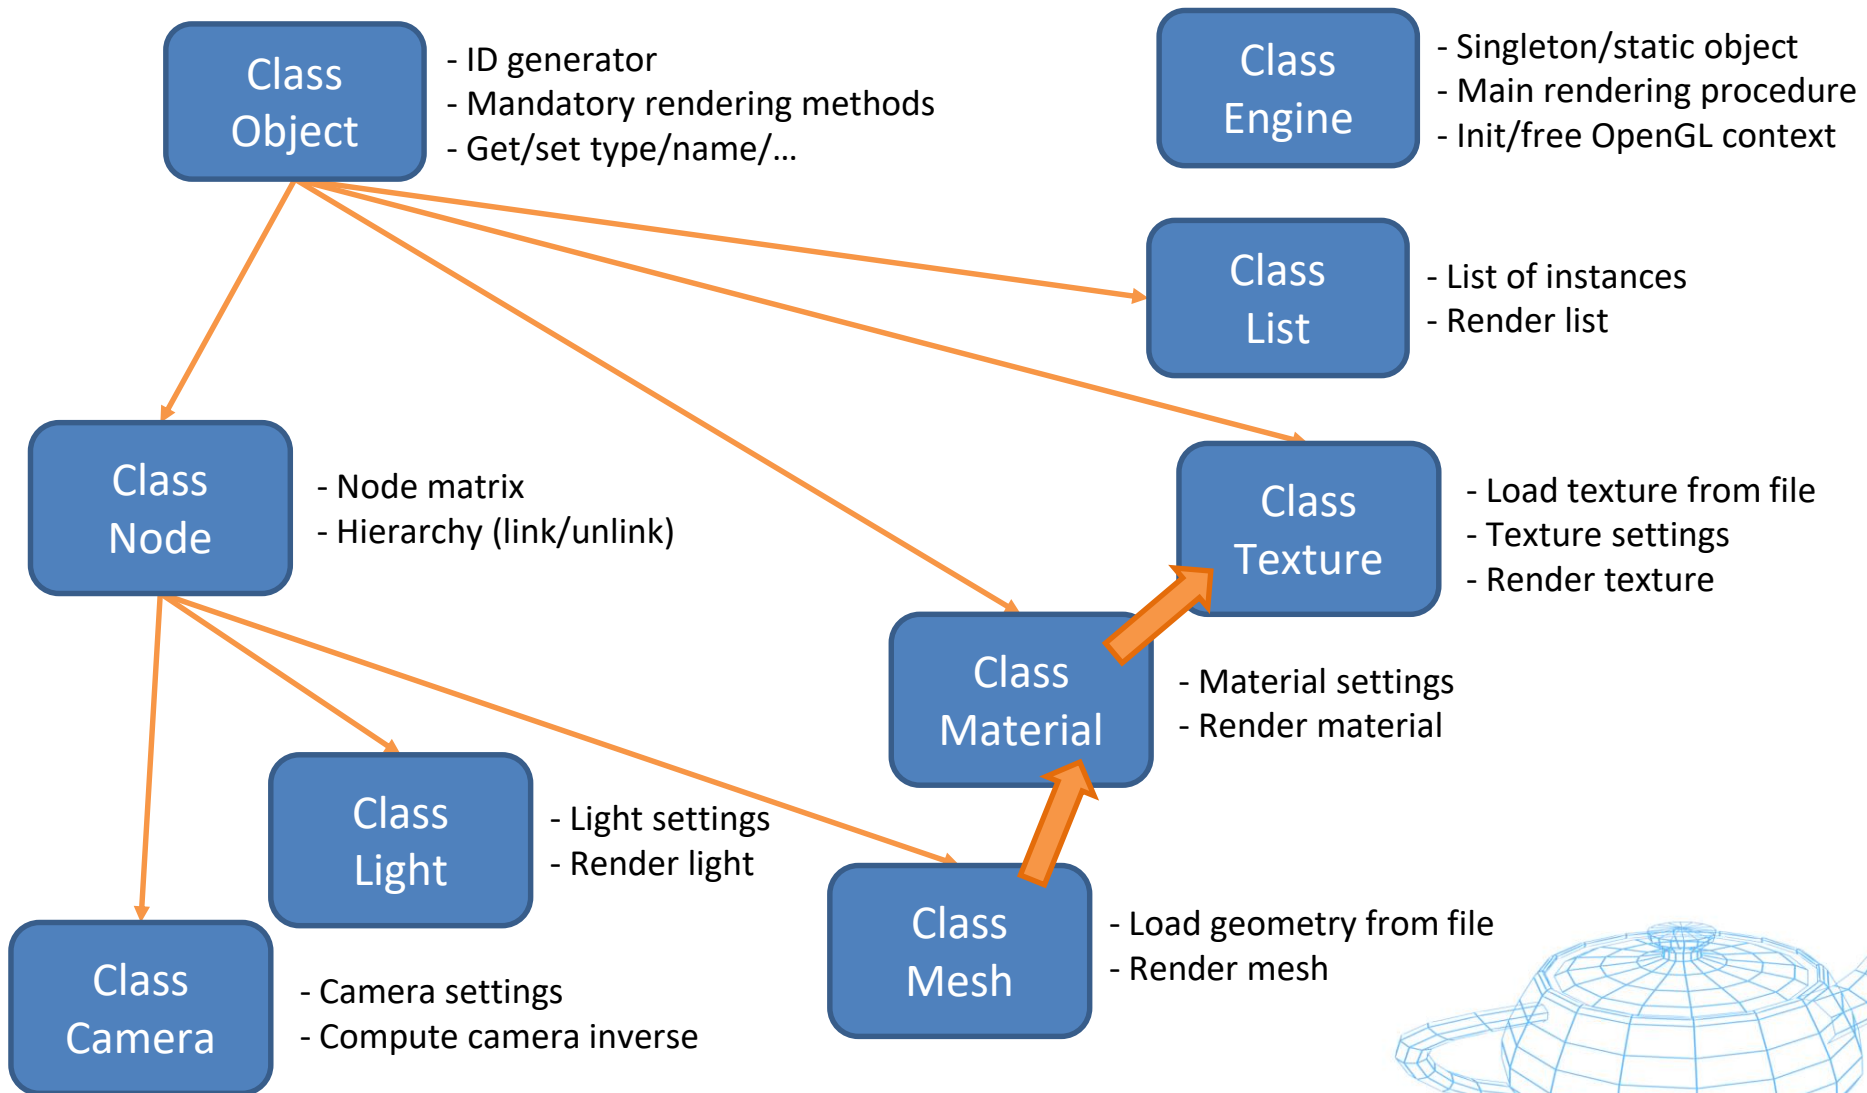 Class
Object
- ID generator
- Mandatory rendering methods
- Get/set type/name/…
Class
Engine
- Singleton/static object
- Main rendering procedure
- Init/free OpenGL context
Class
List
- List of instances
- Render list
Class
Node
- Node matrix
- Hierarchy (link/unlink)
Class
Texture
- Load texture from file
- Texture settings
- Render texture
Class
Material
- Material settings
- Render material
Class
Light
- Light settings
- Render light
Class
Mesh
- Load geometry from file
- Render mesh
Class
Camera
- Camera settings
- Compute camera inverse